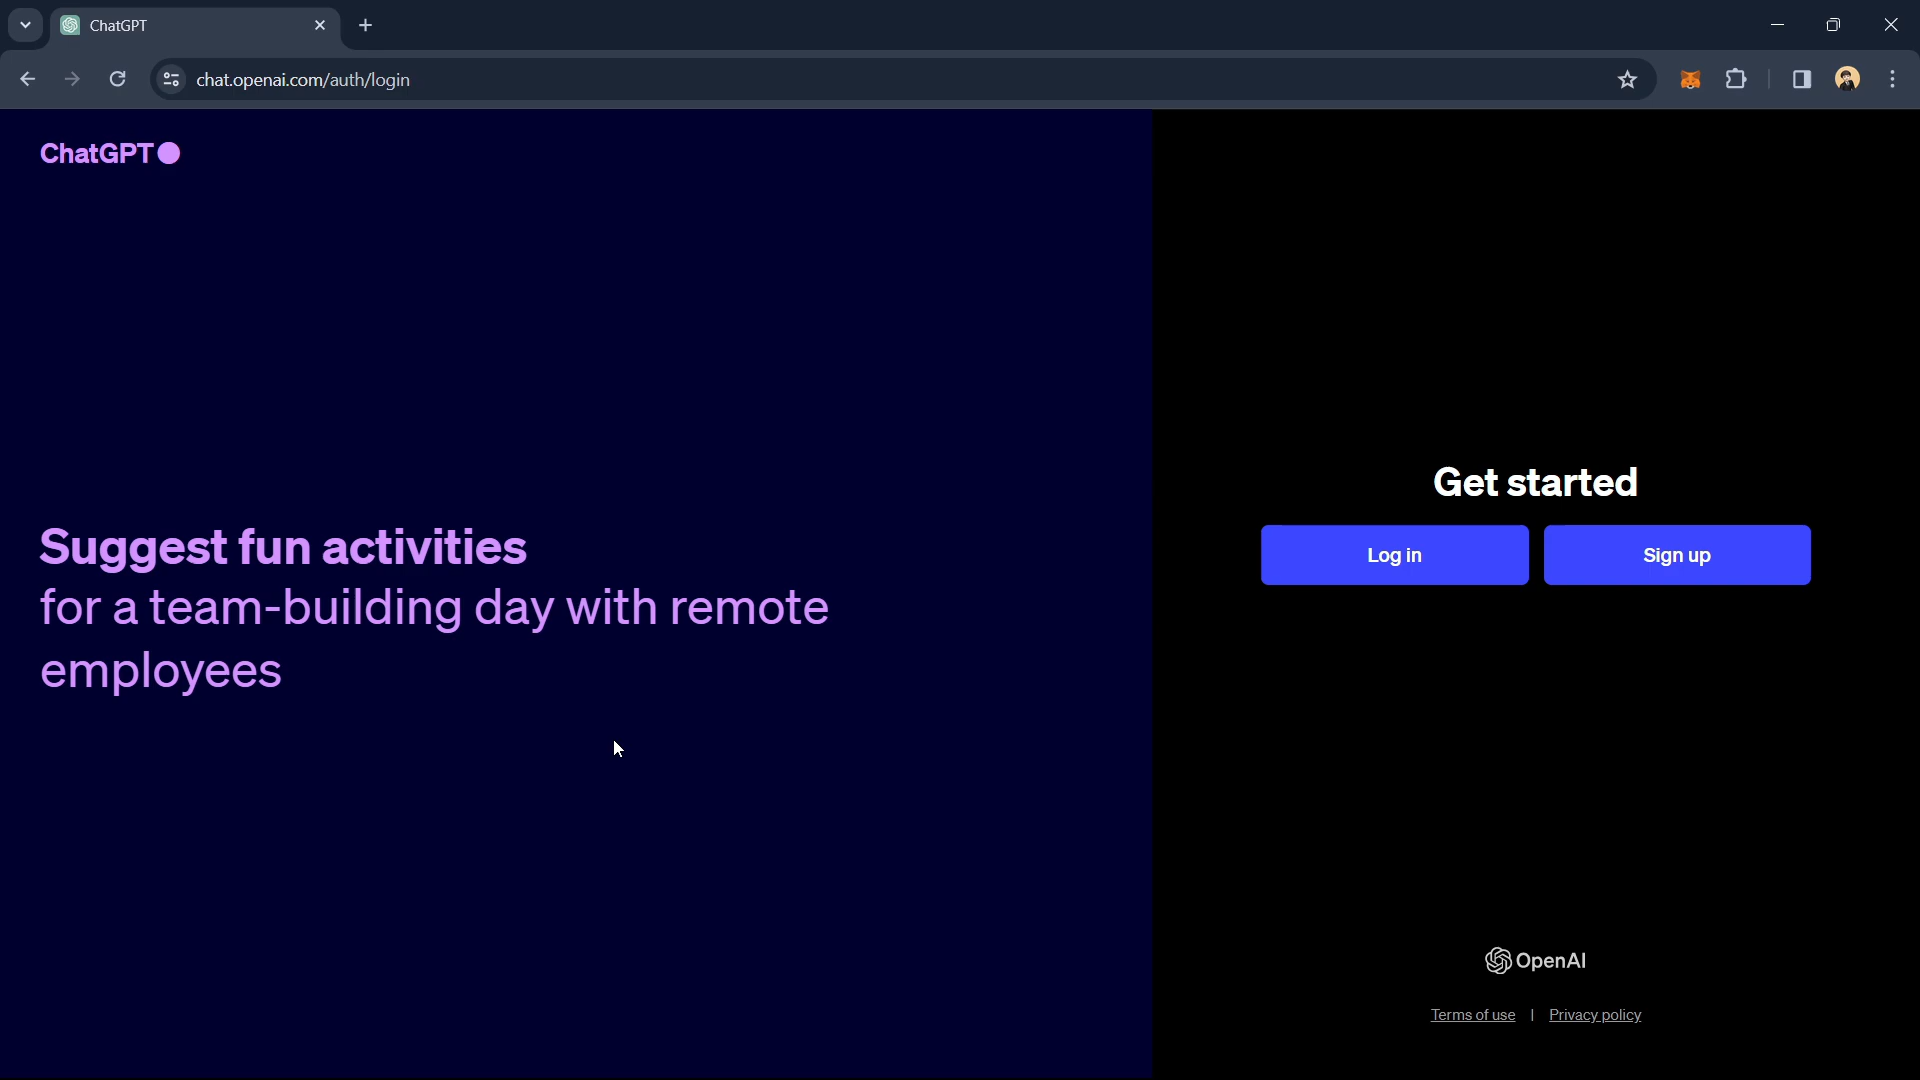 ChatGPT
chat.openai.com/auth/login
ChatGPT
Suggest fun activities
for a team-building day with remote
employees
Get started
Log in
Sign up
OpenAI
Terms of use | Privacy policy